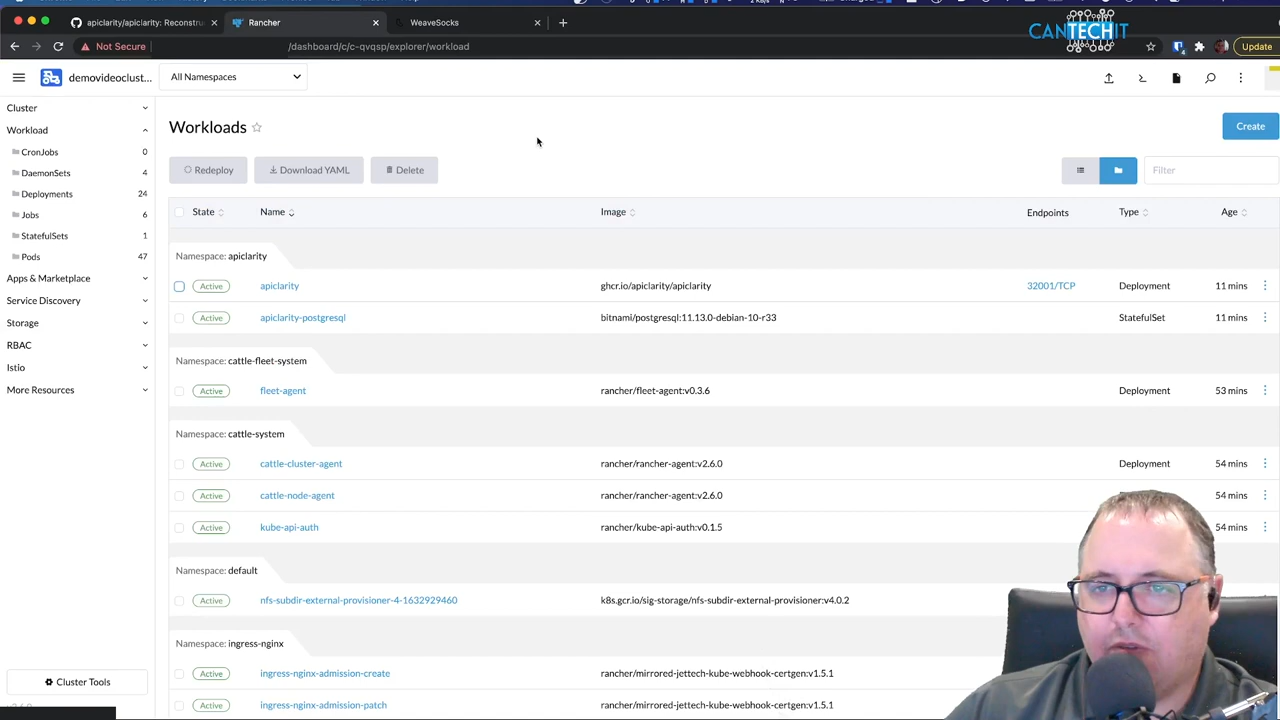 apiclarity/apiclarity: Reconstru
Rancher
WeaveSocks
CANTECHIT
Not Secure
/dashboard/c/c-qvqsp/explorer/workload
Update
demovideoclust...
All Namespaces
Cluster
Workload
CronJobs 0
DaemonSets 4
Deployments 24
Jobs 6
StatefulSets 1
Pods 47
Apps & Marketplace
Service Discovery
Storage
RBAC
Istio
More Resources
Cluster Tools
Workloads
Create
Redeploy
Download YAML
Delete
Filter
State Name Image Endpoints Type Age
Namespace: apiclarity
Active apiclarity ghcr.io/apiclarity/apiclarity 32001/TCP Deployment 11 mins
Active apiclarity-postgresql bitnami/postgresql:11.13.0-debian-10-r33 StatefulSet 11 mins
Namespace: cattle-fleet-system
Active fleet-agent rancher/fleet-agent:v0.3.6 Deployment 53 mins
Namespace: cattle-system
Active cattle-cluster-agent rancher/rancher-agent:v2.6.0 Deployment 54 mins
Active cattle-node-agent rancher/rancher-agent:v2.6.0 54 mins
Active kube-api-auth rancher/kube-api-auth:v0.1.5 54 mins
Namespace: default
Active nfs-subdir-external-provisioner-4-1632929460 k8s.gcr.io/sig-storage/nfs-subdir-external-provisioner:v4.0.2
Namespace: ingress-nginx
Active ingress-nginx-admission-create rancher/mirrored-jettech-kube-webhook-certgen:v1.5.1
Active ingress-nginx-admission-patch rancher/mirrored-jettech-kube-webhook-certgen:v1.5.1